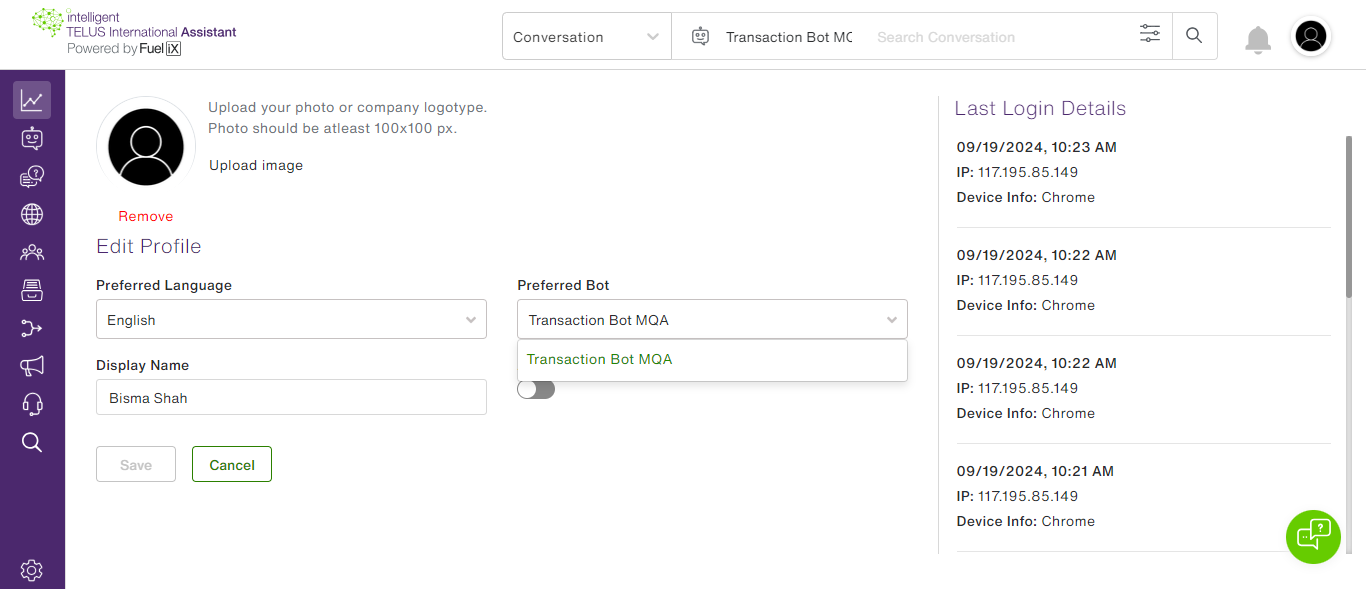 intelligent
TELUS International Assistant
Powered by Fuel iX
Conversation
Transaction Bot MC
Search Conversation
Upload your photo or company logotype.
Photo should be atleast 100x100 px.
Upload image
Remove
Edit Profile
Preferred Language
English
Preferred Bot
Transaction Bot MQA
Transaction Bot MQA
Display Name
Bisma Shah
Save
Cancel
Last Login Details
09/19/2024, 10:23 AM
IP: 117.195.85.149
Device Info: Chrome
09/19/2024, 10:22 AM
IP: 117.195.85.149
Device Info: Chrome
09/19/2024, 10:22 AM
IP: 117.195.85.149
Device Info: Chrome
09/19/2024, 10:21 AM
IP: 117.195.85.149
Device Info: Chrome